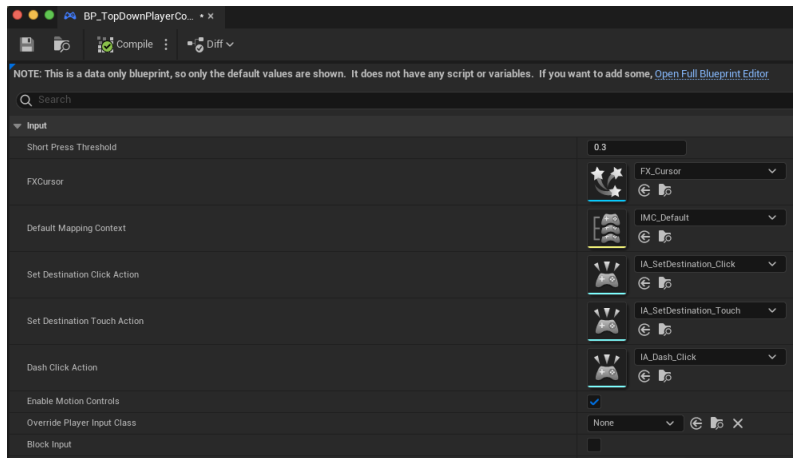 BP_TopDownPlayerCo... • ×
Compile
Diff
NOTE: This is a data only blueprint, so only the default values are shown.  It does not have any script or variables.  If you want to add some, Open Full Blueprint Editor
Search
Input
Short Press Threshold 0.3
FXCursor FX_Cursor
Default Mapping Context IMC_Default
Set Destination Click Action IA_SetDestination_Click
Set Destination Touch Action IA_SetDestination_Touch
Dash Click Action IA_Dash_Click
Enable Motion Controls
Override Player Input Class None
Block Input